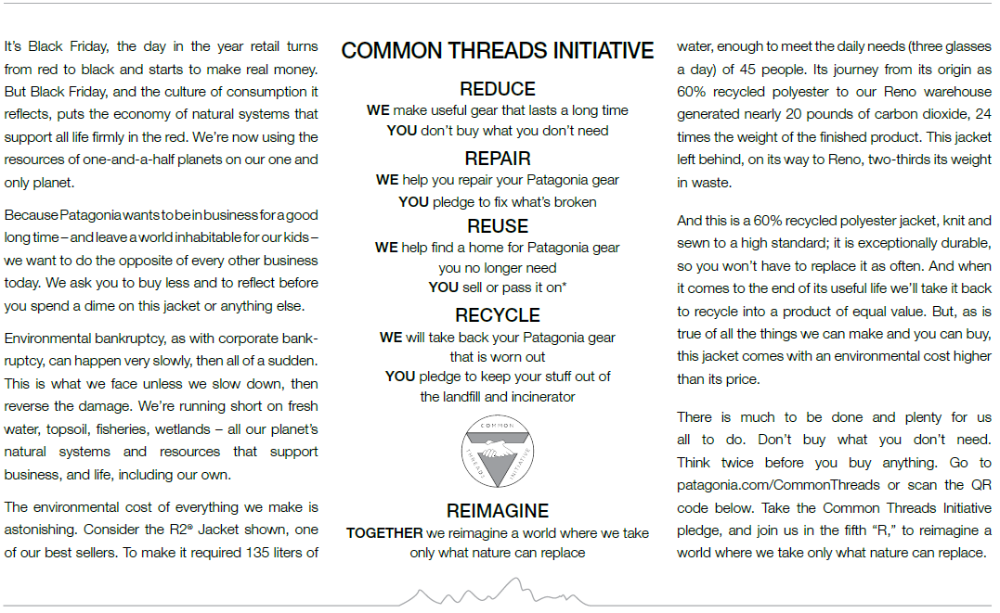 It's Black Friday, the day in the year retail turns
from red to black and starts to make real money.
But Black Friday, and the culture of consumption it
reflects, puts the economy of natural systems that
support all life firmly in the red. We're now using the
resources of one-and-a-half planets on our one and
only planet.
Because Patagonia wants to be in business for a good
long time – and leave a world inhabitable for our kids –
we want to do the opposite of every other business
today. We ask you to buy less and to reflect before
you spend a dime on this jacket or anything else.
Environmental bankruptcy, as with corporate bank-
ruptcy, can happen very slowly, then all of a sudden.
This is what we face unless we slow down, then
reverse the damage. We're running short on fresh
water, topsoil, fisheries, wetlands – all our planet's
natural systems and resources that support
business, and life, including our own.
The environmental cost of everything we make is
astonishing. Consider the R2® Jacket shown, one
of our best sellers. To make it required 135 liters of
COMMON THREADS INITIATIVE
REDUCE
WE make useful gear that lasts a long time
YOU don't buy what you don't need
REPAIR
WE help you repair your Patagonia gear
YOU pledge to fix what's broken
REUSE
WE help find a home for Patagonia gear
you no longer need
YOU sell or pass it on*
RECYCLE
WE will take back your Patagonia gear
that is worn out
YOU pledge to keep your stuff out of
the landfill and incinerator
COMMON
THREADS
INITIATIVE
REIMAGINE
TOGETHER we reimagine a world where we take
only what nature can replace
water, enough to meet the daily needs (three glasses
a day) of 45 people. Its journey from its origin as
60% recycled polyester to our Reno warehouse
generated nearly 20 pounds of carbon dioxide, 24
times the weight of the finished product. This jacket
left behind, on its way to Reno, two-thirds its weight
in waste.
And this is a 60% recycled polyester jacket, knit and
sewn to a high standard; it is exceptionally durable,
so you won't have to replace it as often. And when
it comes to the end of its useful life we'll take it back
to recycle into a product of equal value. But, as is
true of all the things we can make and you can buy,
this jacket comes with an environmental cost higher
than its price.
There is much to be done and plenty for us
all to do. Don't buy what you don't need.
Think twice before you buy anything. Go to
patagonia.com/CommonThreads or scan the QR
code below. Take the Common Threads Initiative
pledge, and join us in the fifth “R,” to reimagine a
world where we take only what nature can replace.